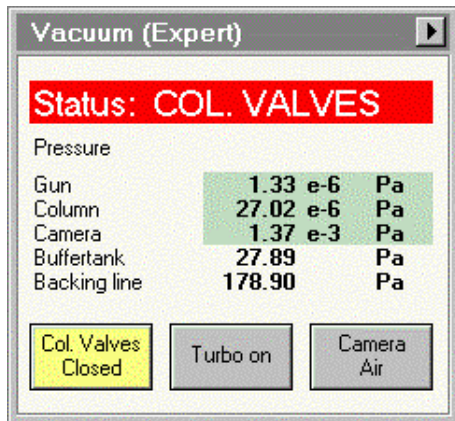 Vacuum (Expert)
Status: COL. VALVES
Pressure
Gun 1.33 e-6 Pa
Column 27.02 e-6 Pa
Camera 1.37 e-3 Pa
Buffertank 27.89 Pa
Backing line 178.90 Pa
Col. Valves Closed
Turbo on
Camera Air